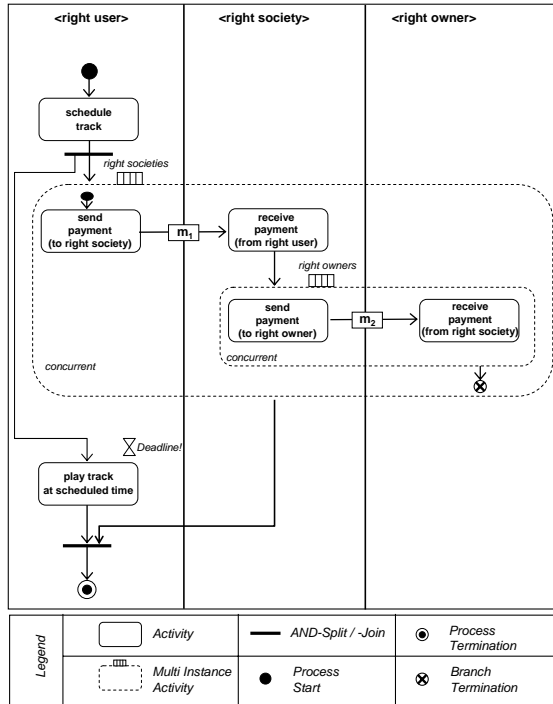 <right user>
<right society>
<right owner>
schedule
track
right societies
send
payment
(to right society)
m1
receive
payment
(from right user)
right owners
send
payment
(to right owner)
m2
receive
payment
(from right society)
concurrent
concurrent
Deadline!
play track
at scheduled time
Legend
Activity
AND-Split / -Join
Process
Termination
Multi Instance
Activity
Process
Start
Branch
Termination